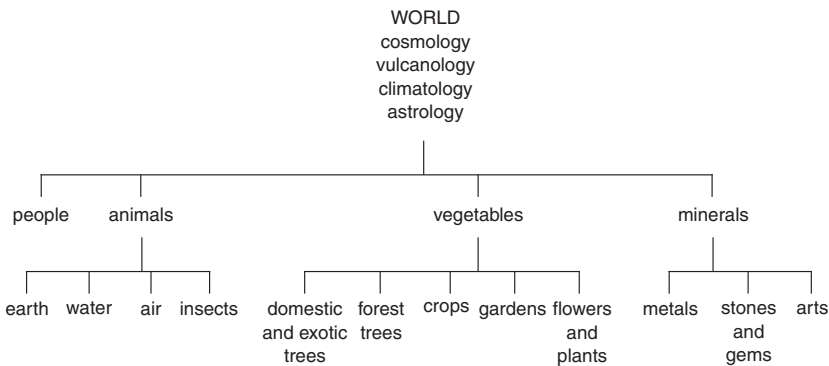 WORLD
cosmology
vulcanology
climatology
astrology
people
animals
vegetables
minerals
earth
water
air
insects
domestic
and exotic
trees
forest
trees
crops
gardens
flowers
and
plants
metals
stones
and
gems
arts